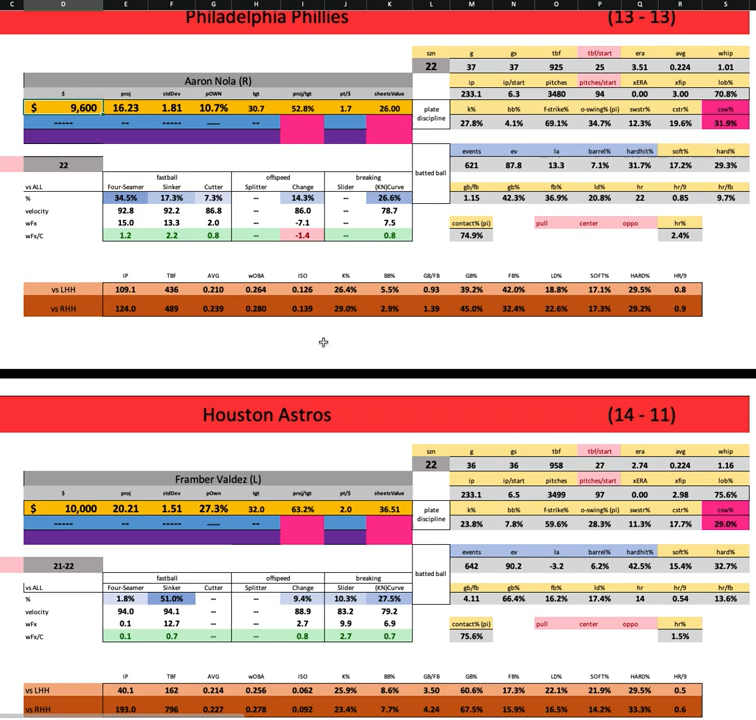 C D E F G H I J K L M N O P Q R S
Philadelphia Phillies (13 - 13)
szn g gs tbf tbf/start era avg whip
22 37 37 925 25 3.51 0.224 1.01
Aaron Nola (R) ip ip/start pitches pitches/start xERA xfip lob%
233.1 6.3 3480 94 0.00 3.00 70.8%
$ proj stdDev pOWN tgt proj/tgt pt/$ sheetsValue
$ 9,600 16.23 1.81 10.7% 30.7 52.8% 1.7 26.00
plate discipline k% bb% f-strike% o-swing% (pi) swstr% cstr% csw%
----- -- ----- ---- -- 27.8% 4.1% 69.1% 34.7% 12.3% 19.6% 31.9%
events ev la barrel% hardhit% soft% hard%
22 621 87.8 13.3 7.1% 31.7% 17.2% 29.3%
batted ball
fastball offspeed breaking
vs ALL Four-Seamer Sinker Cutter Splitter Change Slider (KN)Curve gb/fb gb% fb% ld% hr hr/9 hr/fb
% 34.5% 17.3% 7.3% -- 14.3% -- 26.6% 1.15 42.3% 36.9% 20.8% 22 0.85 9.7%
velocity 92.8 92.2 86.8 -- 86.0 -- 78.7
wFx 15.0 13.3 2.0 -- -7.1 -- 7.5 contact% (pi) pull center oppo hr%
wFx/C 1.2 2.2 0.8 -- -1.4 -- 0.8 74.9% 2.4%
IP TBF AVG wOBA ISO K% BB% GB/FB GB% FB% LD% SOFT% HARD% HR/9
vs LHH 109.1 436 0.210 0.264 0.126 26.4% 5.5% 0.93 39.2% 42.0% 18.8% 17.1% 29.5% 0.8
vs RHH 124.0 489 0.239 0.280 0.139 29.0% 2.9% 1.39 45.0% 32.4% 22.6% 17.3% 29.2% 0.9
Houston Astros (14 - 11)
szn g gs tbf tbf/start era avg whip
22 36 36 958 27 2.74 0.224 1.16
Framber Valdez (L) ip ip/start pitches pitches/start xERA xfip lob%
233.1 6.5 3499 97 0.00 2.98 75.6%
$ proj stdDev pOwn tgt proj/tgt pt/$ sheetsValue
$ 10,000 20.21 1.51 27.3% 32.0 63.2% 2.0 36.51
plate discipline k% bb% f-strike% o-swing% (pi) swstr% cstr% csw%
----- -- ----- ---- -- 23.8% 7.8% 59.6% 28.3% 11.3% 17.7% 29.0%
events ev la barrel% hardhit% soft% hard%
21-22 642 90.2 -3.2 6.2% 42.5% 15.4% 32.7%
batted ball
fastball offspeed breaking
vs ALL Four-Seamer Sinker Cutter Splitter Change Slider (KN)Curve gb/fb gb% fb% ld% hr hr/9 hr/fb
% 1.8% 51.0% -- -- 9.4% 10.3% 27.5% 4.11 66.4% 16.2% 17.4% 14 0.54 13.6%
velocity 94.0 94.1 -- -- 88.9 83.2 79.2
wFx 0.1 12.7 -- -- 2.7 9.9 6.9 contact% (pi) pull center oppo hr%
wFx/C 0.1 0.7 -- -- 0.8 2.7 0.7 75.6% 1.5%
IP TBF AVG wOBA ISO K% BB% GB/FB GB% FB% LD% SOFT% HARD% HR/9
vs LHH 40.1 162 0.214 0.256 0.062 25.9% 8.6% 3.50 60.6% 17.3% 22.1% 21.9% 29.5% 0.5
vs RHH 193.0 796 0.227 0.278 0.092 23.4% 7.7% 4.24 67.5% 15.9% 16.5% 14.2% 33.3% 0.6